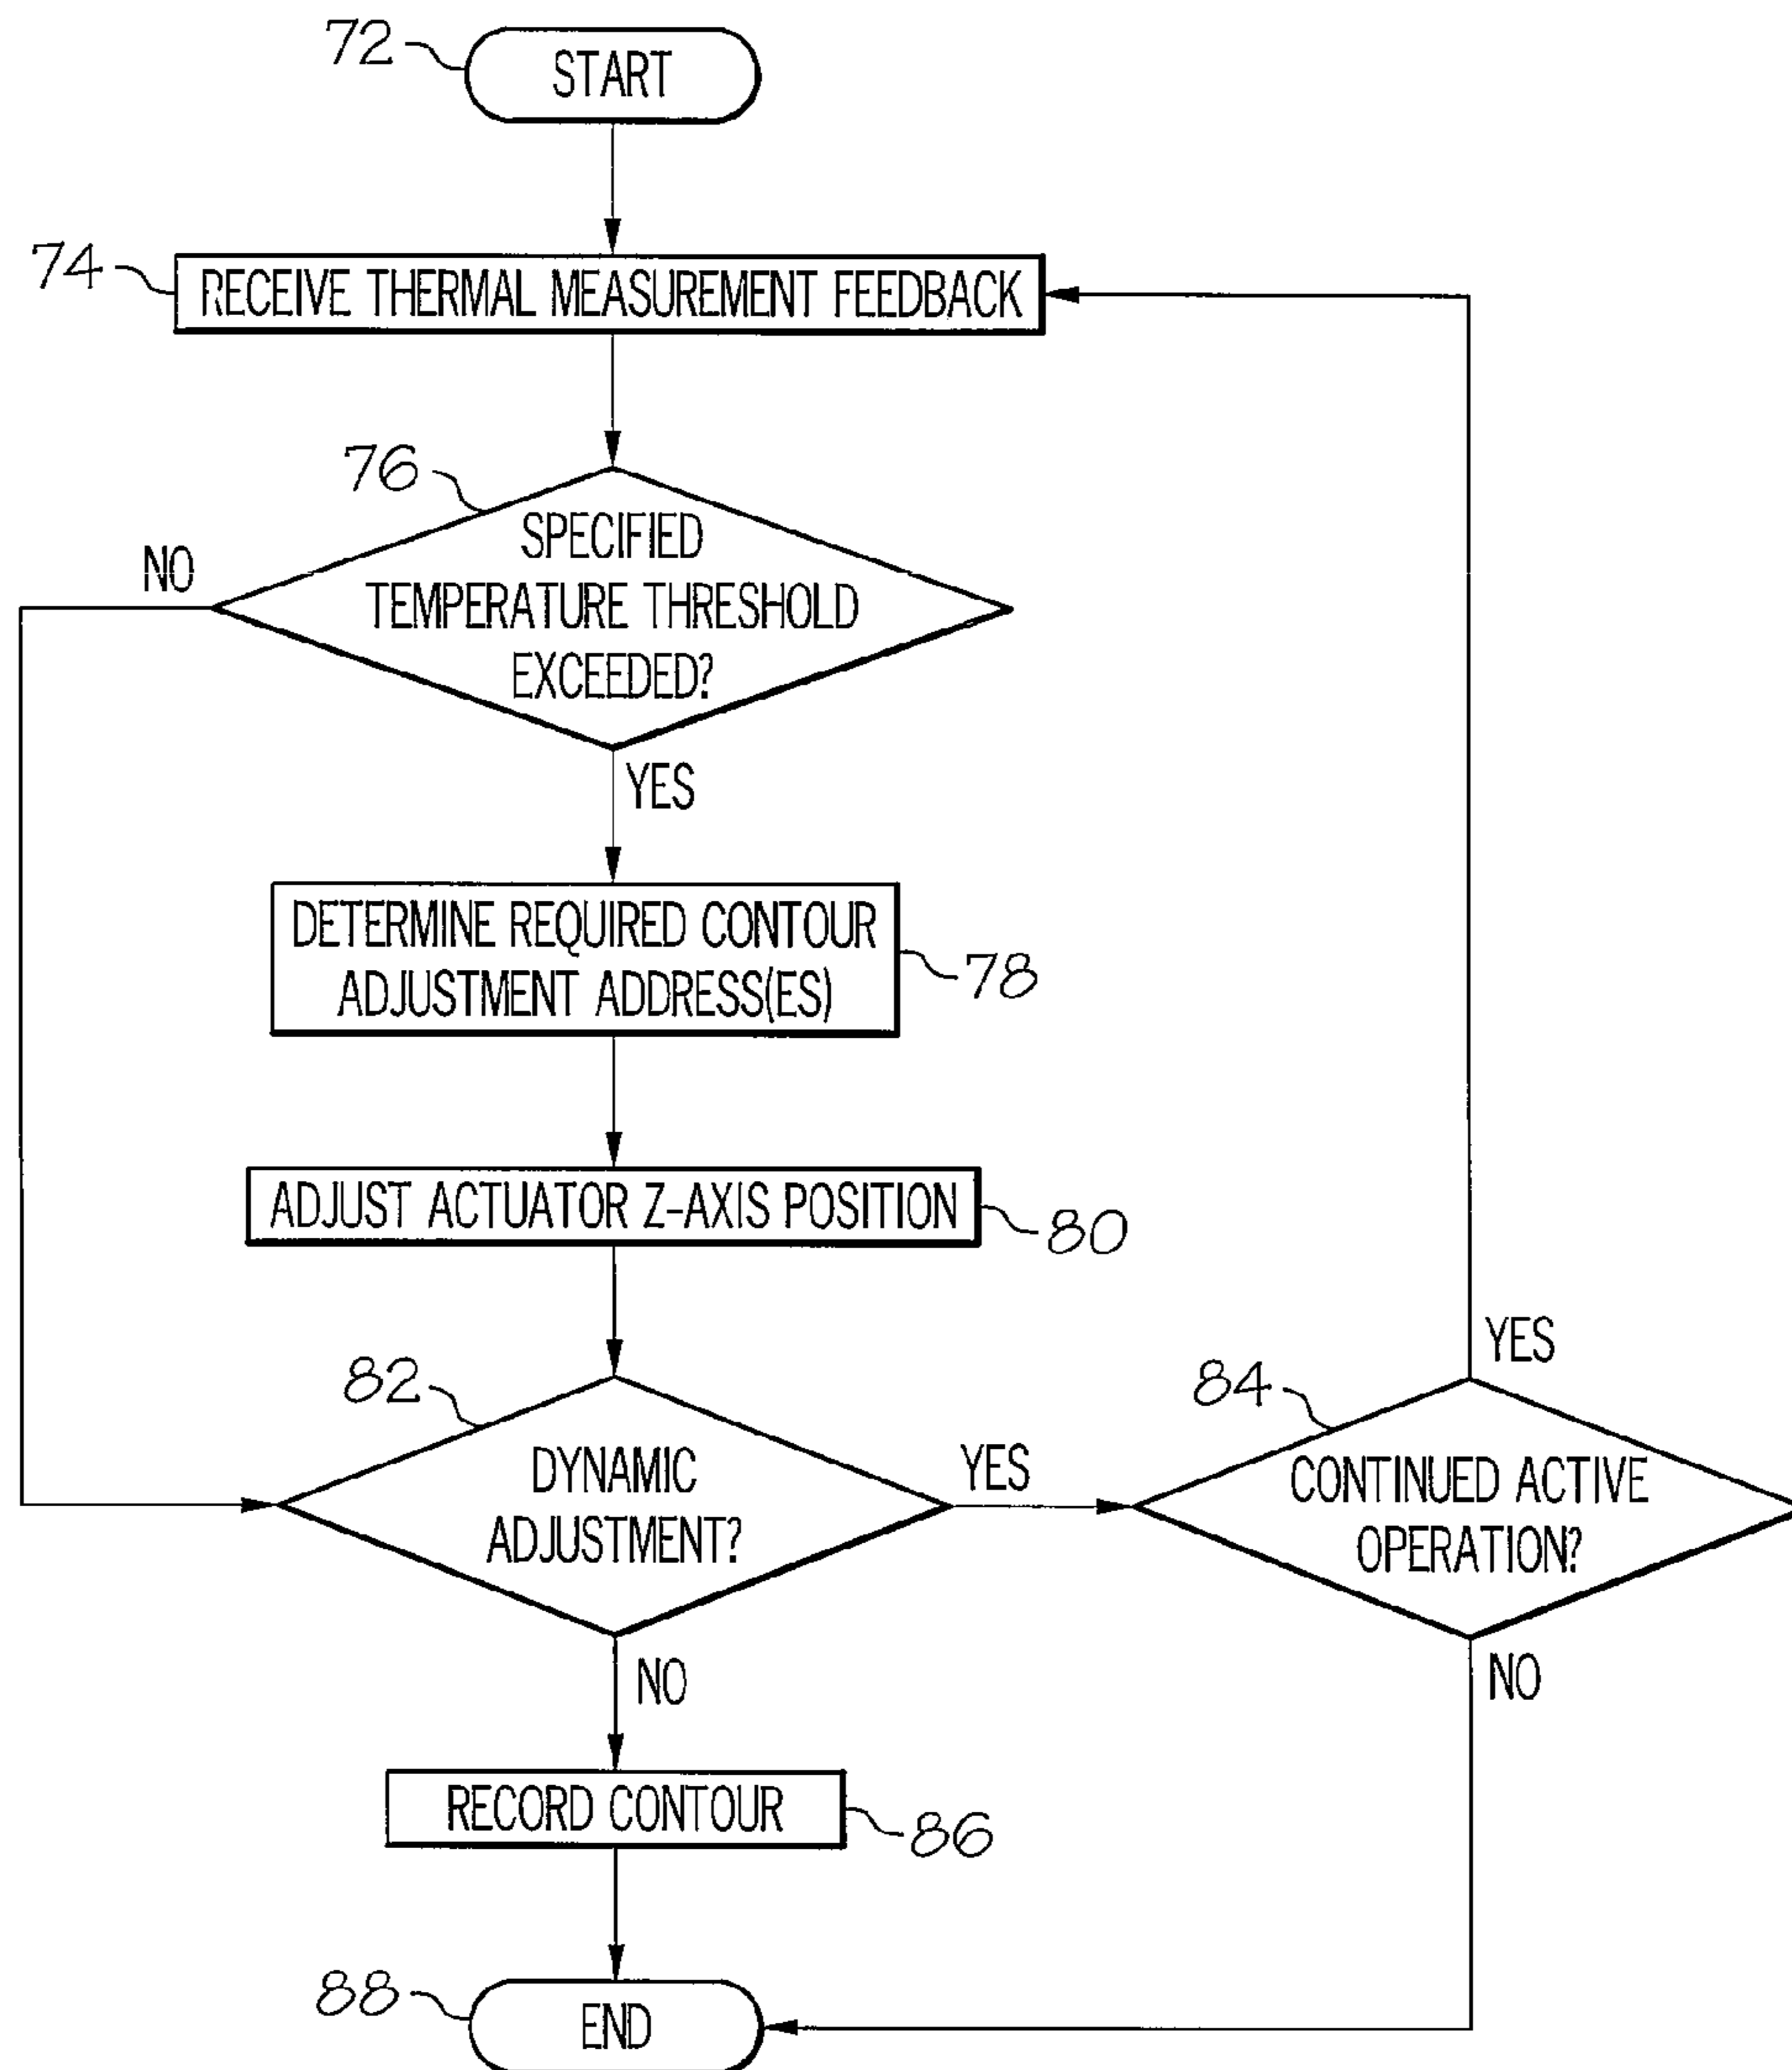 72
START
74
RECEIVE THERMAL MEASUREMENT FEEDBACK
76
SPECIFIED
TEMPERATURE THRESHOLD
EXCEEDED?
NO
YES
DETERMINE REQUIRED CONTOUR
ADJUSTMENT ADDRESS(ES)
78
ADJUST ACTUATOR Z-AXIS POSITION
80
82
DYNAMIC
ADJUSTMENT?
YES
84
CONTINUED ACTIVE
OPERATION?
YES
NO
NO
RECORD CONTOUR
86
88
END